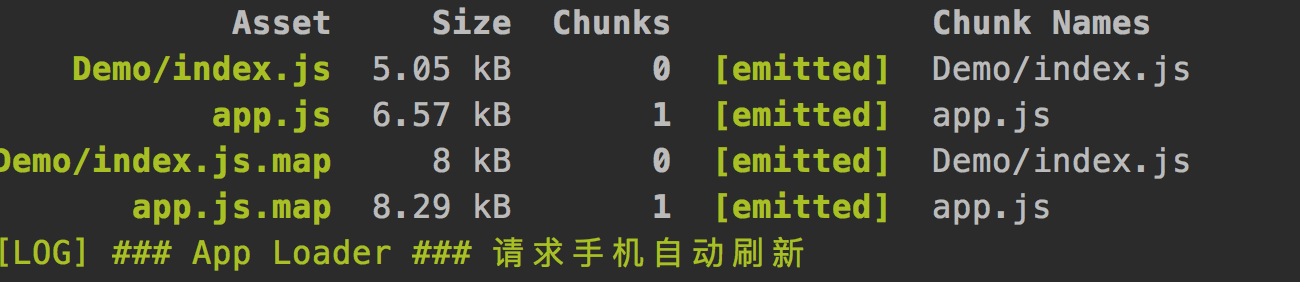 Asset Size Chunks Chunk Names
Demo/index.js 5.05 kB 0 [emitted] Demo/index.js
app.js 6.57 kB 1 [emitted] app.js
Demo/index.js.map 8 kB 0 [emitted] Demo/index.js
app.js.map 8.29 kB 1 [emitted] app.js
[LOG] ### App Loader ### 请求手机自动刷新